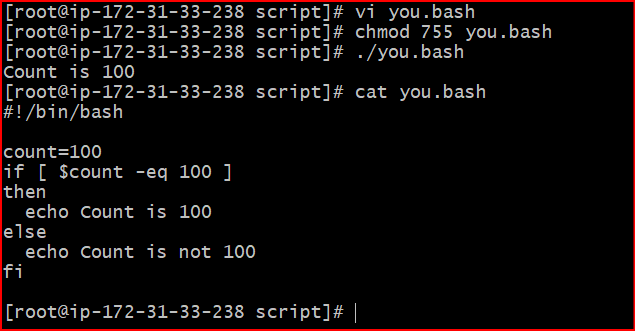 [root@ip-172-31-33-238 script]# vi you.bash
[root@ip-172-31-33-238 script]# chmod 755 you.bash
[root@ip-172-31-33-238 script]# ./you.bash
Count is 100
[root@ip-172-31-33-238 script]# cat you.bash
#!/bin/bash

count=100
if [ $count -eq 100 ]
then
  echo Count is 100
else
  echo Count is not 100
fi

[root@ip-172-31-33-238 script]#